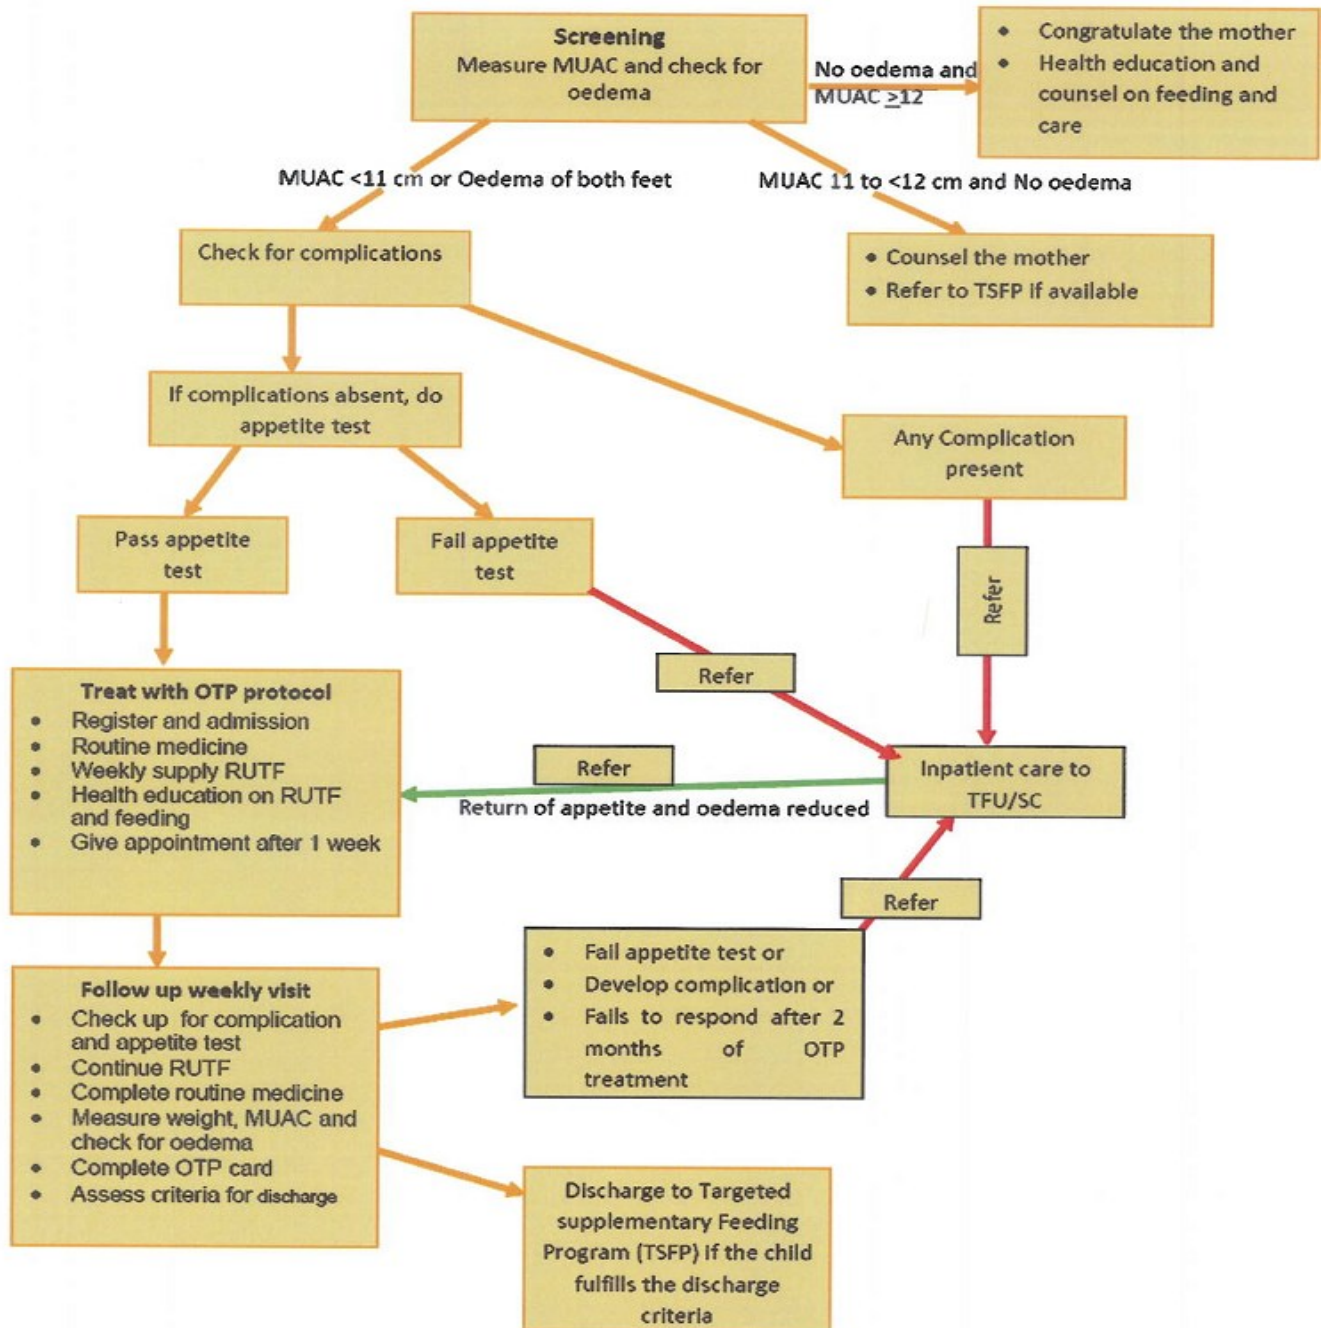 Screening
Measure MUAC and check for
oedema
No oedema and
MUAC ≥12
• Congratulate the mother
• Health education and
counsel on feeding and
care
MUAC <11 cm or Oedema of both feet
MUAC 11 to <12 cm and No oedema
Check for complications
• Counsel the mother
• Refer to TSFP if available
If complications absent, do
appetite test
Any Complication
present
Pass appetite
test
Fail appetite
test
Refer
Refer
Treat with OTP protocol
• Register and admission
• Routine medicine
• Weekly supply RUTF
• Health education on RUTF
and feeding
• Give appointment after 1 week
Refer
Return of appetite and oedema reduced
Inpatient care to
TFU/SC
Refer
• Fail appetite test or
• Develop complication or
• Fails to respond after 2
months of OTP
treatment
Follow up weekly visit
• Check up for complication
and appetite test
• Continue RUTF
• Complete routine medicine
• Measure weight, MUAC and
check for oedema
• Complete OTP card
• Assess criteria for discharge
Discharge to Targeted
supplementary Feeding
Program (TSFP) if the child
fulfills the discharge
criteria